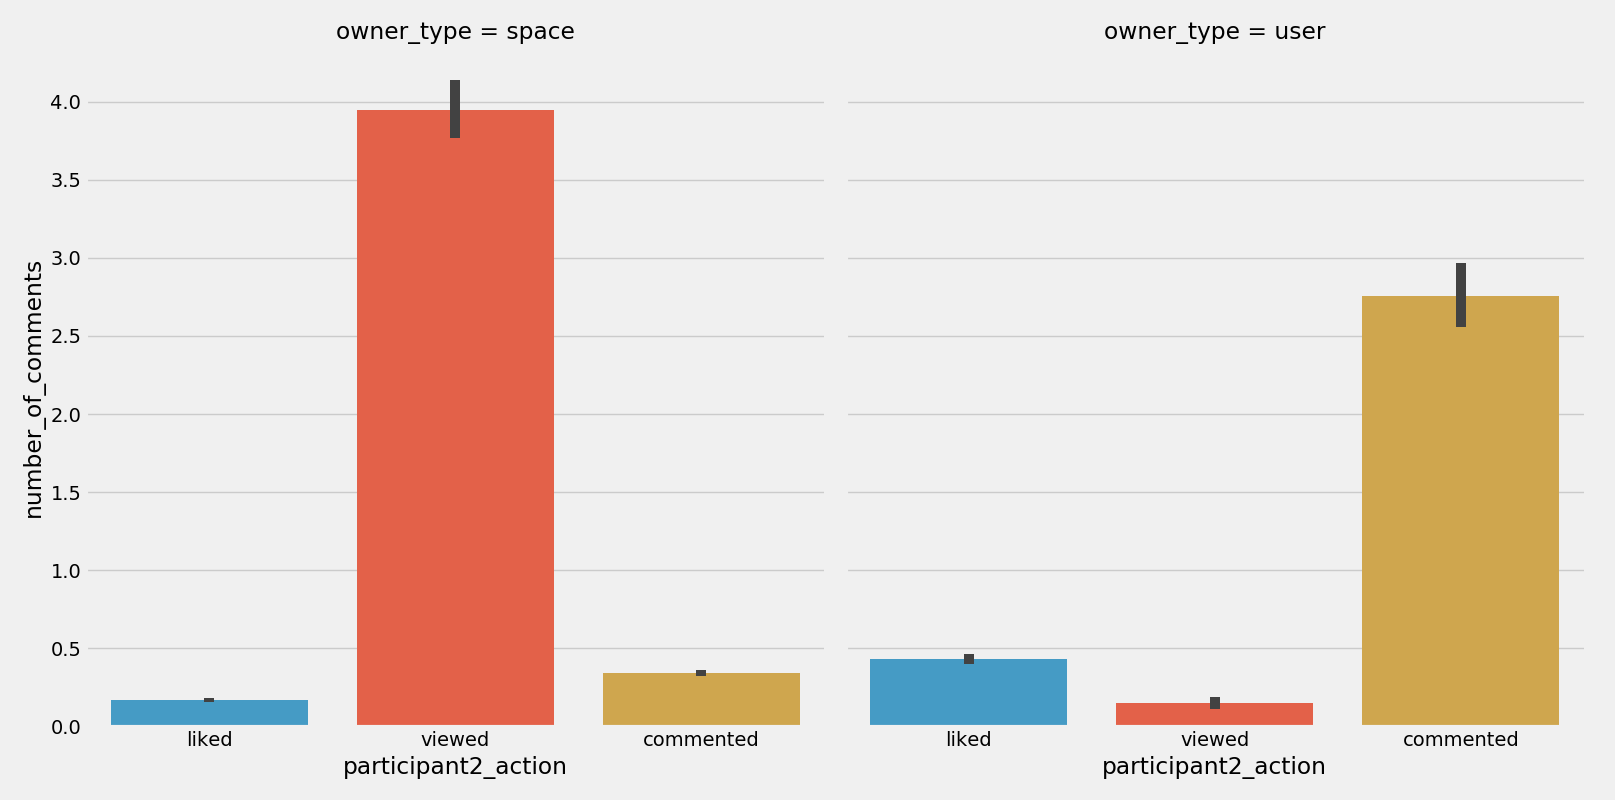 owner_type = space
owner_type = user
number_of_comments
4.0
3.5
3.0
2.5
2.0
1.5
1.0
0.5
0.0
liked viewed commented
liked viewed commented
participant2_action
participant2_action